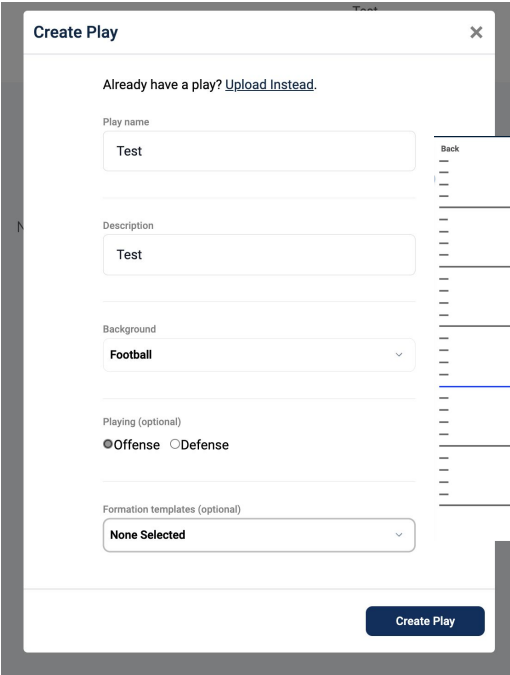 Test
Create Play
Already have a play? Upload Instead.
Play name
Test
Back
Description
Test
Background
Football
Playing (optional)
Offense Defense
Formation templates (optional)
None Selected
Create Play